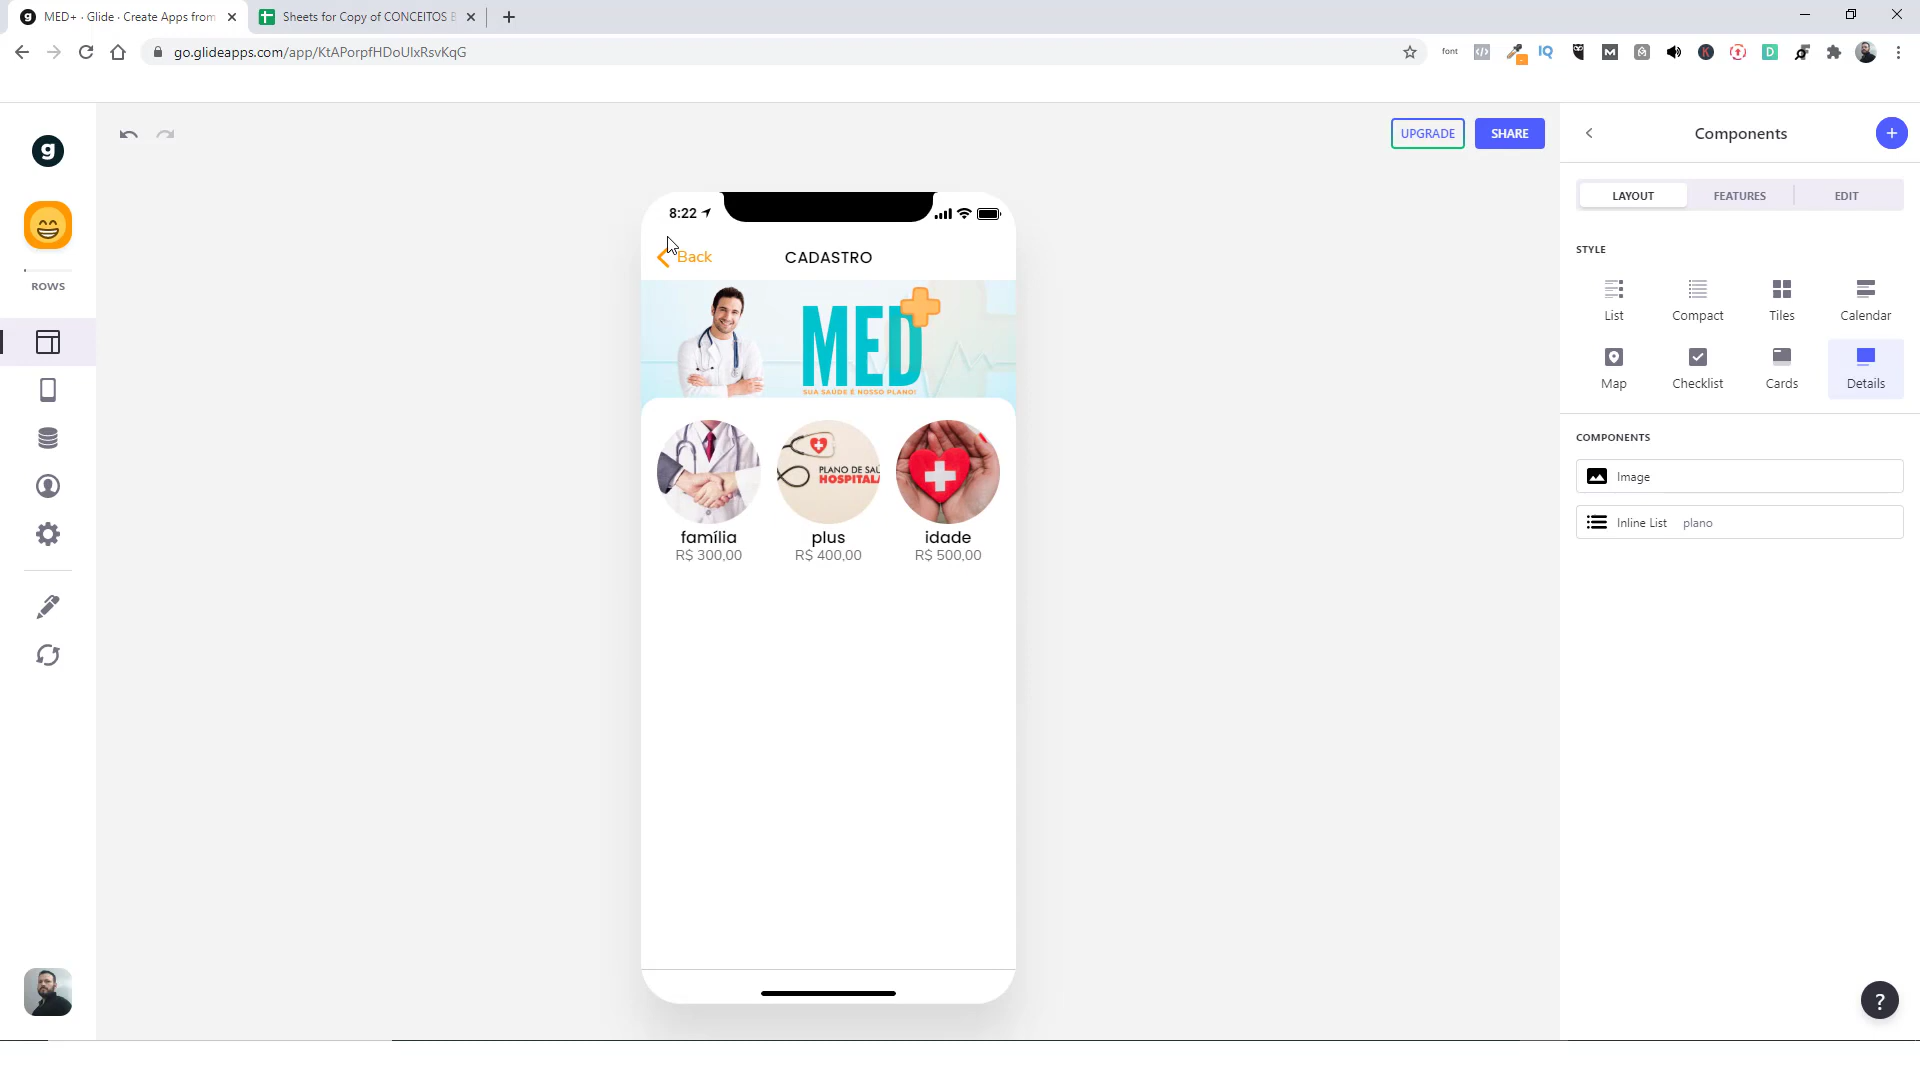 MED+ · Glide · Create Apps from
Sheets for Copy of CONCEITOS B
go.glideapps.com/app/KtAPorpfHDoUIxRsvKqG
font
IQ
M
K
D
g
ROWS
UPGRADE
SHARE
Components
LAYOUT
FEATURES
EDIT
STYLE
List
Compact
Tiles
Calendar
Map
Checklist
Cards
Details
COMPONENTS
Image
Inline List plano
8:22
Back
CADASTRO
MED
SUA SAÚDE É NOSSO PLANO!
PLANO DE SAÚ
HOSPITALA
família
plus
idade
R$ 300,00
R$ 400,00
R$ 500,00
?